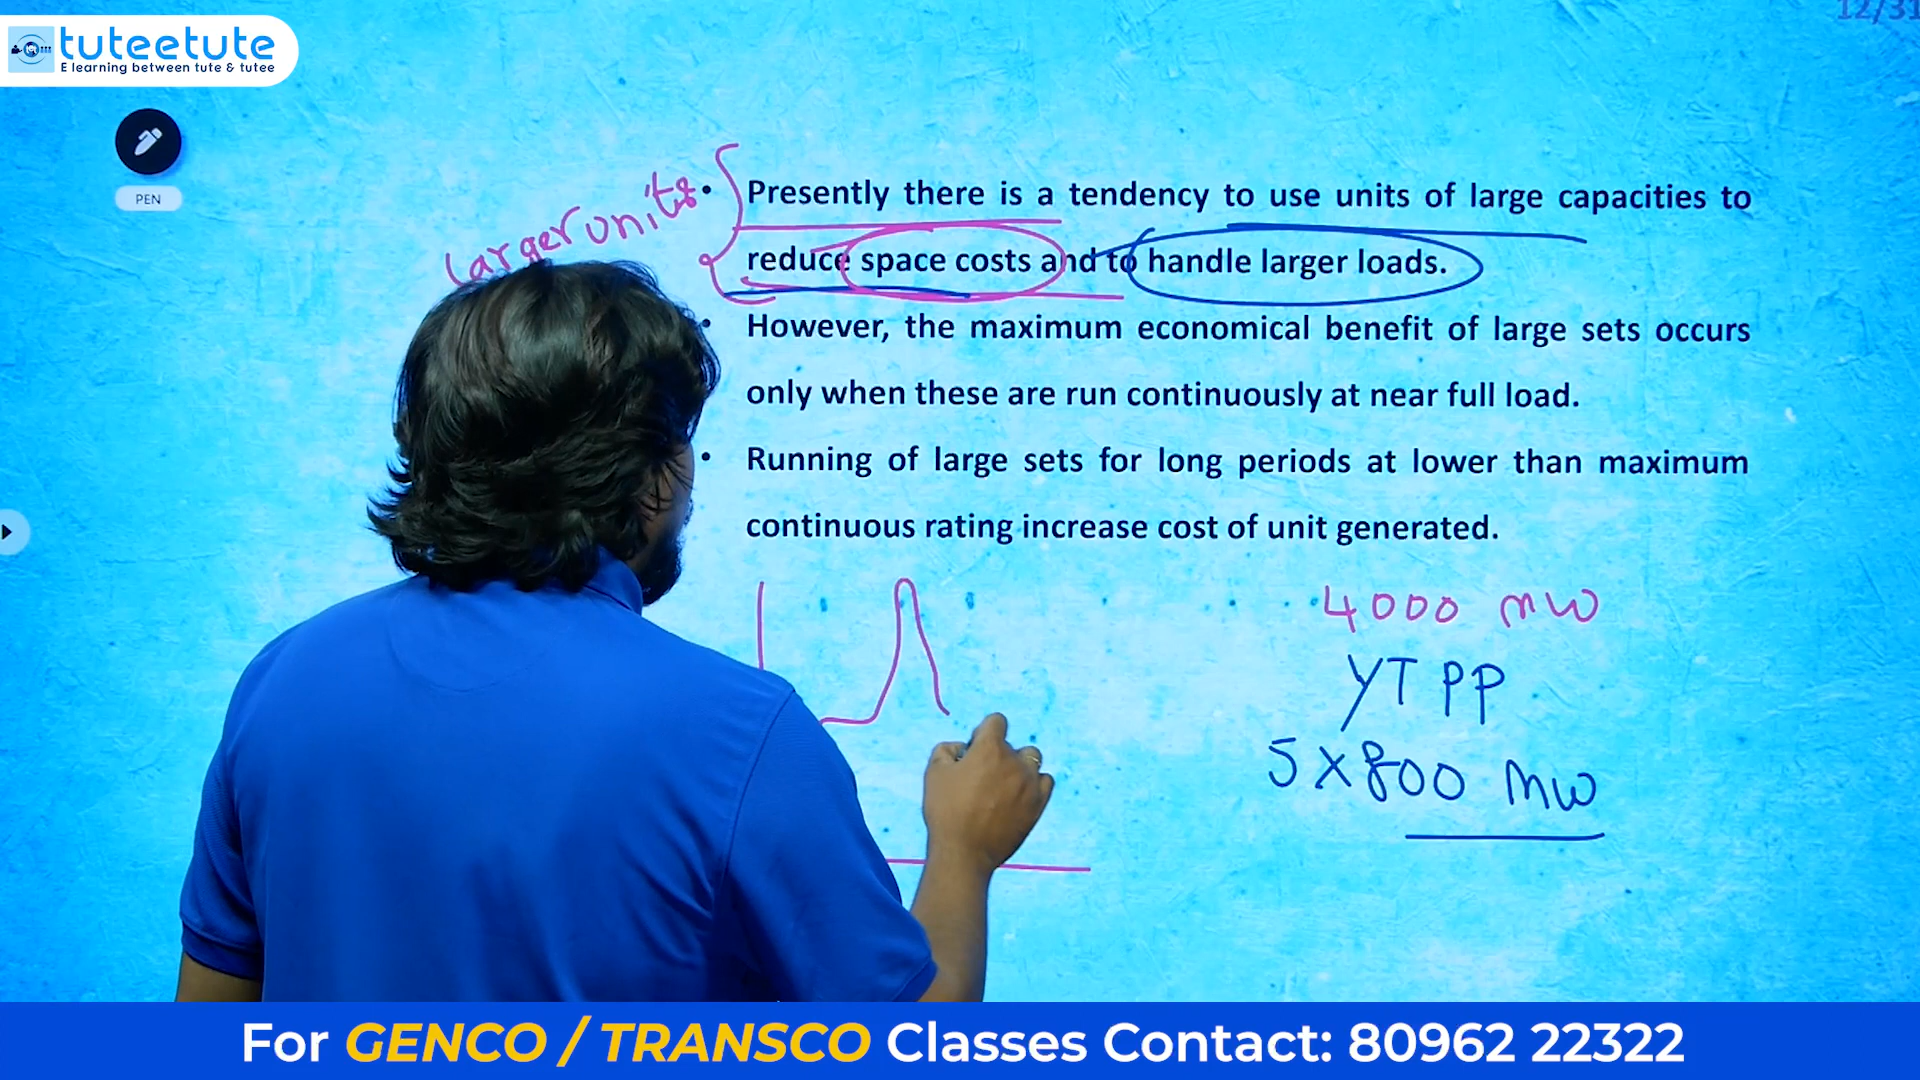 12/31
tuteetute
E learning between tute & tutee
PEN
larger units
• Presently there is a tendency to use units of large capacities to
reduce space costs and to handle larger loads.
• However, the maximum economical benefit of large sets occurs
only when these are run continuously at near full load.
• Running of large sets for long periods at lower than maximum
continuous rating increase cost of unit generated.
4000 MW
YTPP
5X800 MW
For GENCO / TRANSCO Classes Contact: 80962 22322